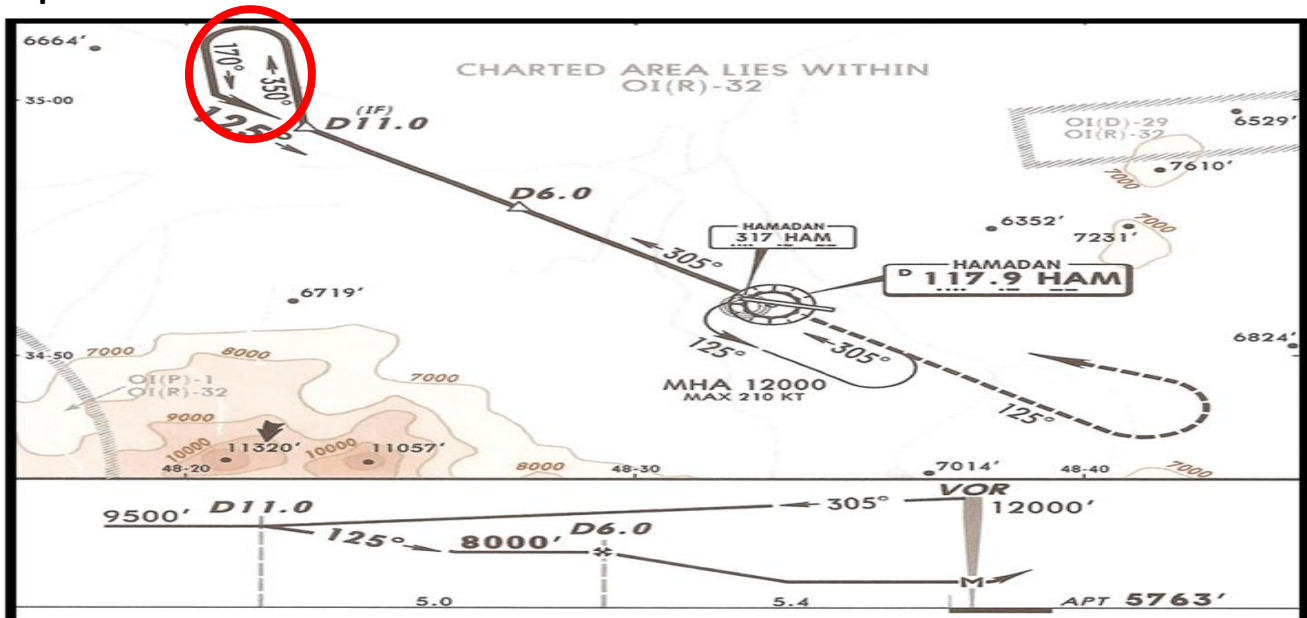 6664'
170°
350°
CHARTED AREA LIES WITHIN
OI(R)-32
35-00
125°
(IF)
D11.0
OI(D)-29
OI(R)-32
6529'
7610'
7000
D6.0
HAMADAN
317 HAM
6352'
7231'
7000
305°
HAMADAN
D 117.9 HAM
6719'
34-50
7000
8000
7000
125°
305°
6824'
OI(P)-1
OI(R)-32
MHA 12000
MAX 210 KT
125°
9000
10000
11320'
10000
11057'
48-20
8000
48-30
7014'
48-40
7000
9500'
D11.0
305°
VOR
12000'
125°
8000'
D6.0
M
5.0
5.4
APT 5763'